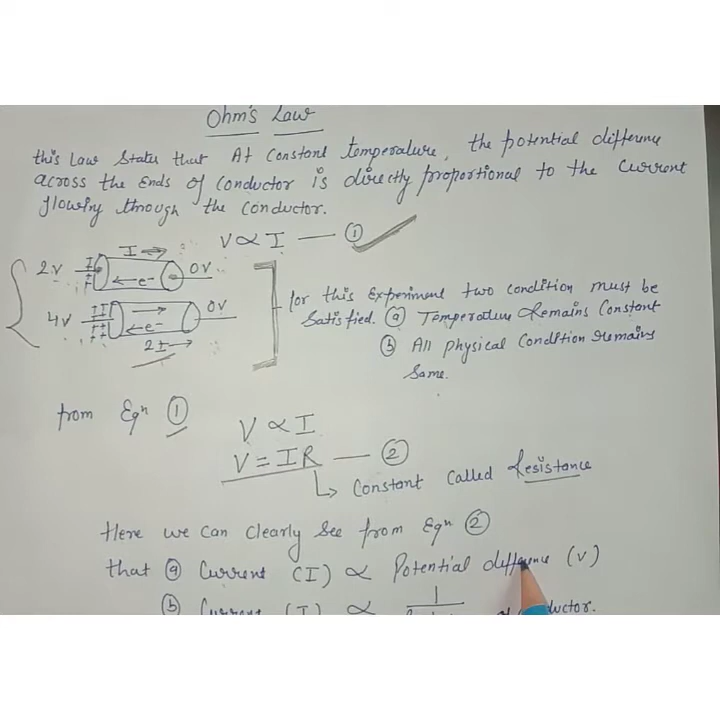 Ohm's Law
this Law States that At Constant temperature, the potential difference
across the Ends of conductor is directly proportional to the Current
flowing through the conductor.
V ∝ I — ①
I →
2V
0V
← e-
4V
0V
← e-
2I →
for this Experiment two condition must be
Satisfied. ⓐ Temperature Remains Constant
ⓑ All physical Condition Remains
Same.
from Eqn ①
V ∝ I
V = IR — ②
Constant called Resistance
Here we can clearly See from Eqn ②
that ⓐ Current (I) ∝ Potential difference (V)
ⓑ Current (I) ∝ 1